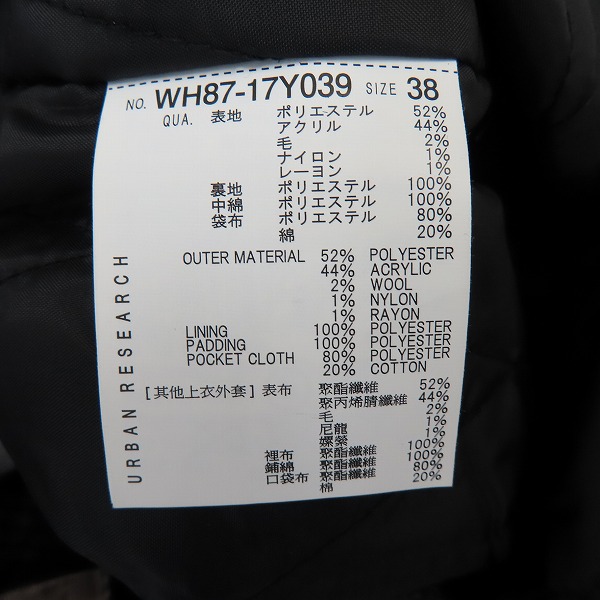 NO. WH87-17Y039 SIZE 38
QUA. 表地 ポリエステル 52%
アクリル 44%
毛 2%
ナイロン 1%
レーヨン 1%
裏地 ポリエステル 100%
中綿 ポリエステル 100%
袋布 ポリエステル 80%
綿 20%
OUTER MATERIAL 52% POLYESTER
44% ACRYLIC
2% WOOL
1% NYLON
1% RAYON
LINING 100% POLYESTER
PADDING 100% POLYESTER
POCKET CLOTH 80% POLYESTER
20% COTTON
[其他上衣外套] 表布 聚酯纖維 52%
聚丙烯腈纖維 44%
毛 2%
尼龍 1%
嫘縈 1%
裡布 聚酯纖維 100%
鋪綿 聚酯纖維 100%
口袋布 聚酯纖維 80%
棉 20%
URBAN RESEARCH